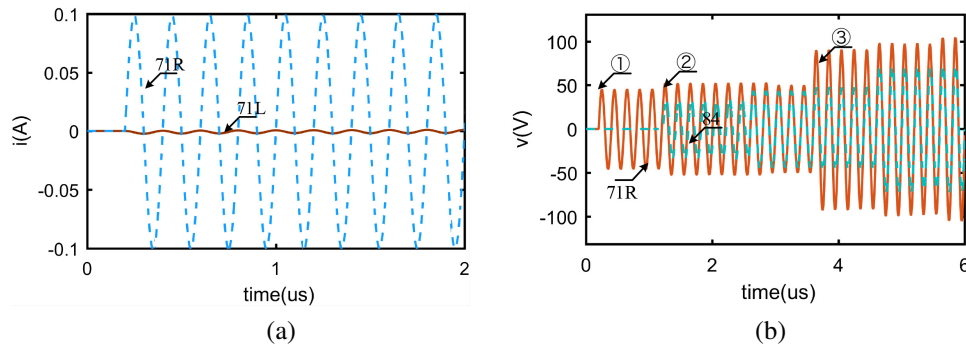 (a)
i(A)
0.1
0.05
0
-0.05
-0.1
71R
71L
0
1
2
time(us)
(b)
v(V)
100
50
0
-50
-100
①
②
③
84
71R
0
2
4
6
time(us)
(a)
(b)